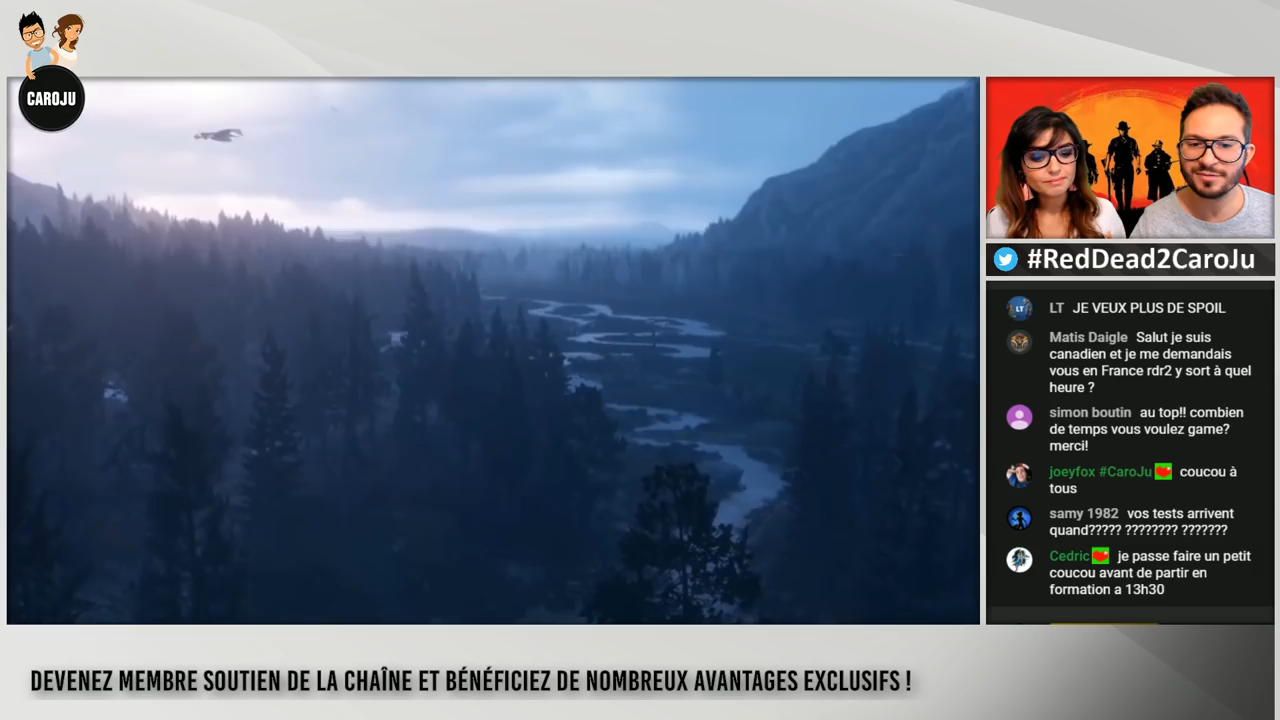 CAROJU
#RedDead2CaroJu
LT JE VEUX PLUS DE SPOIL
Matis Daigle Salut je suis
canadien et je me demandais
vous en France rdr2 y sort à quel
heure ?
simon boutin au top!! combien
de temps vous voulez game?
merci!
joeyfox #CaroJu coucou à
tous
samy 1982 vos tests arrivent
quand????? ???????? ???????
Cedric je passe faire un petit
coucou avant de partir en
formation a 13h30
DEVENEZ MEMBRE SOUTIEN DE LA CHAÎNE ET BÉNÉFICIEZ DE NOMBREUX AVANTAGES EXCLUSIFS !